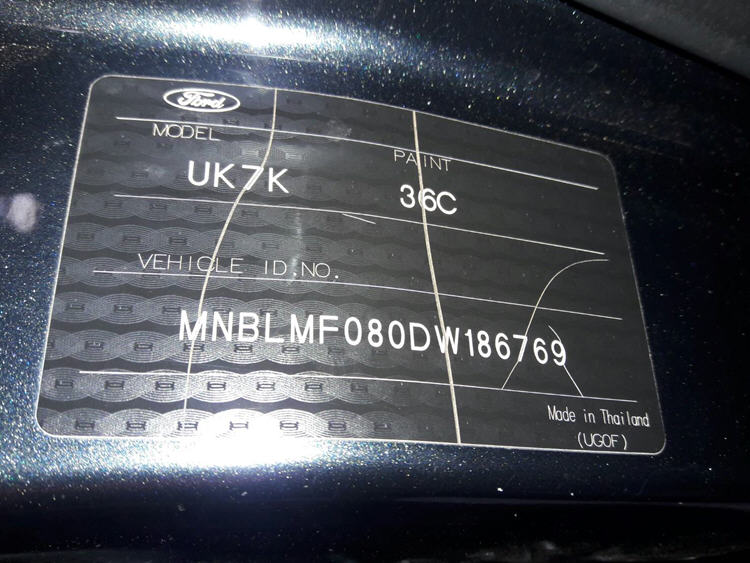 Ford
MODEL PAINT
UK7K 36C
VEHICLE ID.NO.
MNBLMF080DW186769
Made in Thailand
(UGOF)